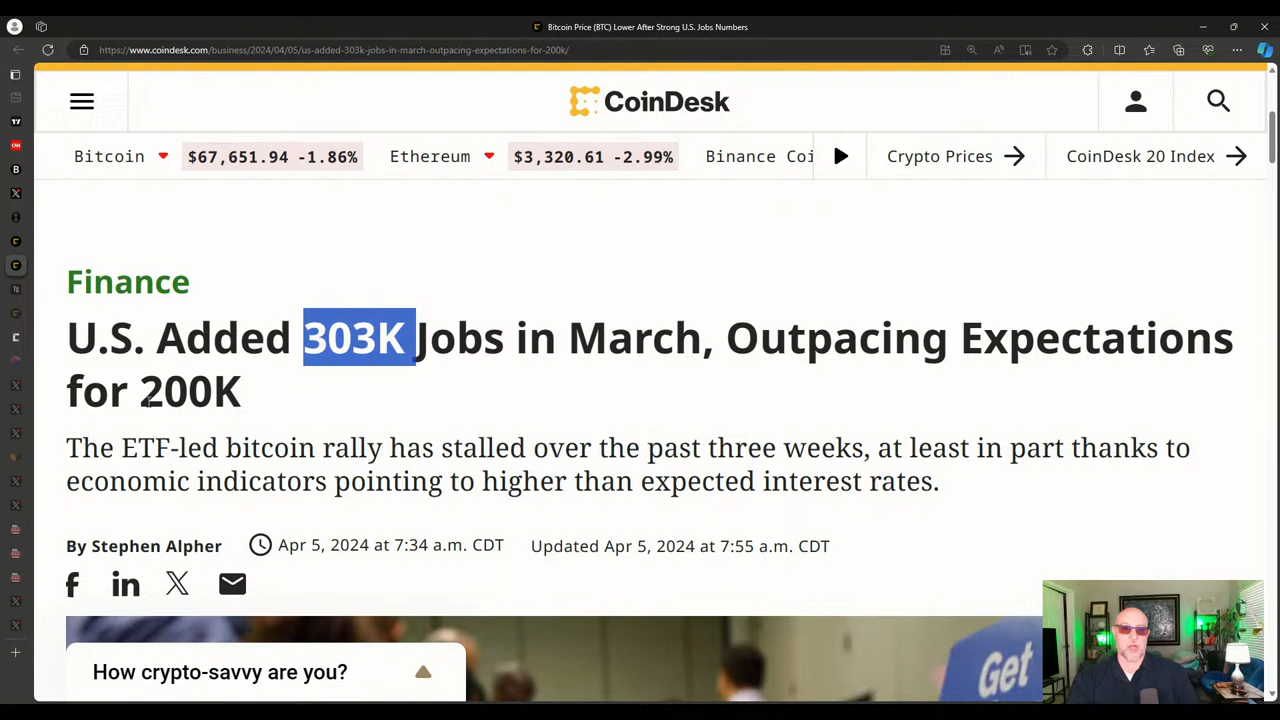 Bitcoin Price (BTC) Lower After Strong U.S. Jobs Numbers
https://www.coindesk.com/business/2024/04/05/us-added-303k-jobs-in-march-outpacing-expectations-for-200k/
CoinDesk
Bitcoin $67,651.94 -1.86% Ethereum $3,320.61 -2.99% Binance Coi Crypto Prices → CoinDesk 20 Index →
Finance
U.S. Added 303K Jobs in March, Outpacing Expectations
for 200K
The ETF-led bitcoin rally has stalled over the past three weeks, at least in part thanks to
economic indicators pointing to higher than expected interest rates.
By Stephen Alpher Apr 5, 2024 at 7:34 a.m. CDT Updated Apr 5, 2024 at 7:55 a.m. CDT
Get
How crypto-savvy are you?